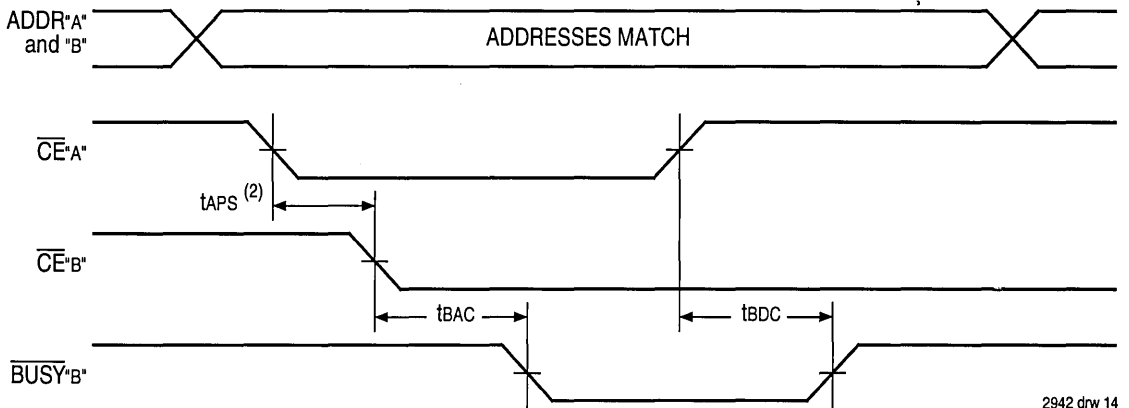 ADDR"A"
and "B"
ADDRESSES MATCH
CE"A"
tAPS (2)
CE"B"
tBAC
tBDC
BUSY"B"
2942 drw 14